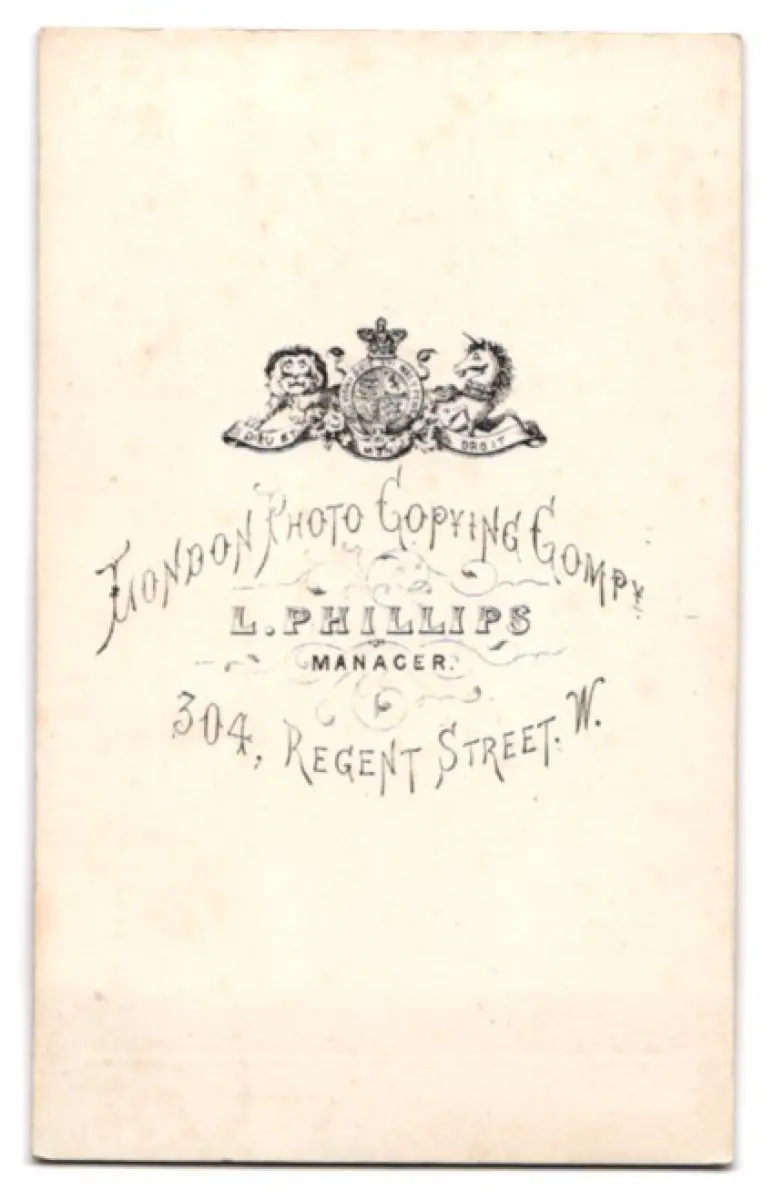 DIEU ET MON DROIT
LONDON PHOTO COPYING COMPY
L. PHILLIPS
MANAGER.
304, REGENT STREET. W.